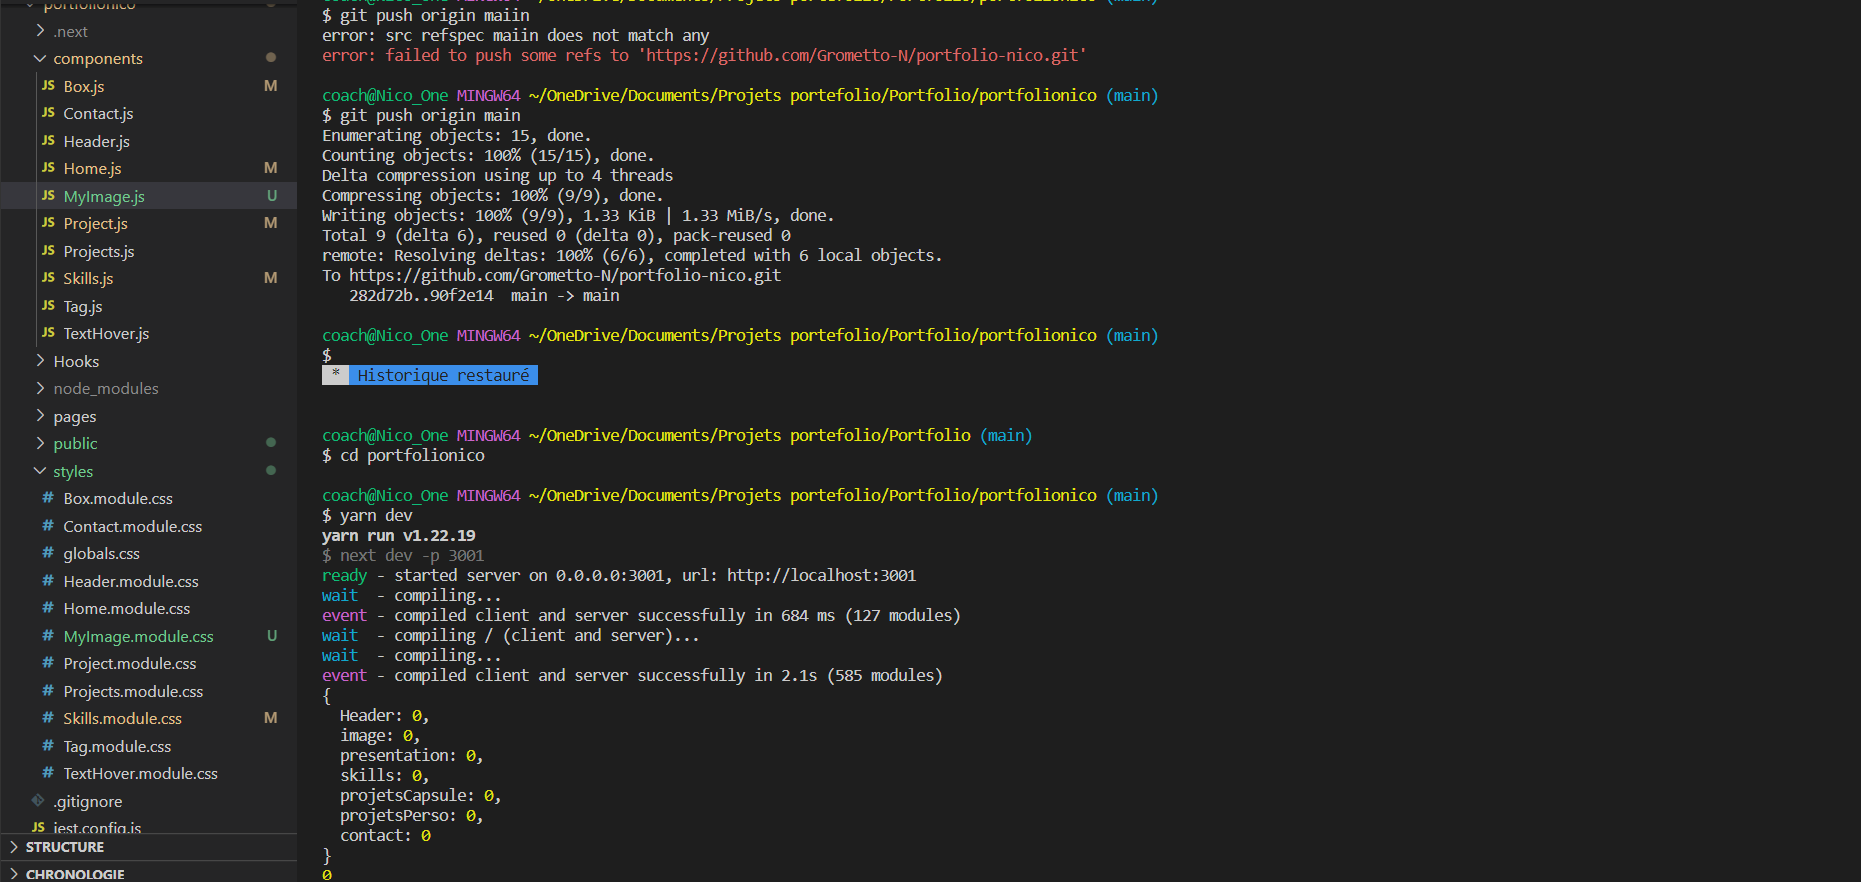 portfolionico
.next
components
Box.js M
Contact.js
Header.js
Home.js M
MyImage.js U
Project.js M
Projects.js
Skills.js M
Tag.js
TextHover.js
Hooks
node_modules
pages
public
styles
Box.module.css
Contact.module.css
globals.css
Header.module.css
Home.module.css
MyImage.module.css U
Project.module.css
Projects.module.css
Skills.module.css M
Tag.module.css
TextHover.module.css
.gitignore
jest.config.js
STRUCTURE
CHRONOLOGIE
coach@Nico_One MINGW64 ~/OneDrive/Documents/Projets portefolio/Portfolio/portfolionico (main)
$ git push origin maiin
error: src refspec maiin does not match any
error: failed to push some refs to 'https://github.com/Grometto-N/portfolio-nico.git'
coach@Nico_One MINGW64 ~/OneDrive/Documents/Projets portefolio/Portfolio/portfolionico (main)
$ git push origin main
Enumerating objects: 15, done.
Counting objects: 100% (15/15), done.
Delta compression using up to 4 threads
Compressing objects: 100% (9/9), done.
Writing objects: 100% (9/9), 1.33 KiB | 1.33 MiB/s, done.
Total 9 (delta 6), reused 0 (delta 0), pack-reused 0
remote: Resolving deltas: 100% (6/6), completed with 6 local objects.
To https://github.com/Grometto-N/portfolio-nico.git
282d72b..90f2e14  main -> main
coach@Nico_One MINGW64 ~/OneDrive/Documents/Projets portefolio/Portfolio/portfolionico (main)
$
* Historique restauré
coach@Nico_One MINGW64 ~/OneDrive/Documents/Projets portefolio/Portfolio (main)
$ cd portfolionico
coach@Nico_One MINGW64 ~/OneDrive/Documents/Projets portefolio/Portfolio/portfolionico (main)
$ yarn dev
yarn run v1.22.19
$ next dev -p 3001
ready - started server on 0.0.0.0:3001, url: http://localhost:3001
wait  - compiling...
event - compiled client and server successfully in 684 ms (127 modules)
wait  - compiling / (client and server)...
wait  - compiling...
event - compiled client and server successfully in 2.1s (585 modules)
{
Header: 0,
image: 0,
presentation: 0,
skills: 0,
projetsCapsule: 0,
projetsPerso: 0,
contact: 0
}
0